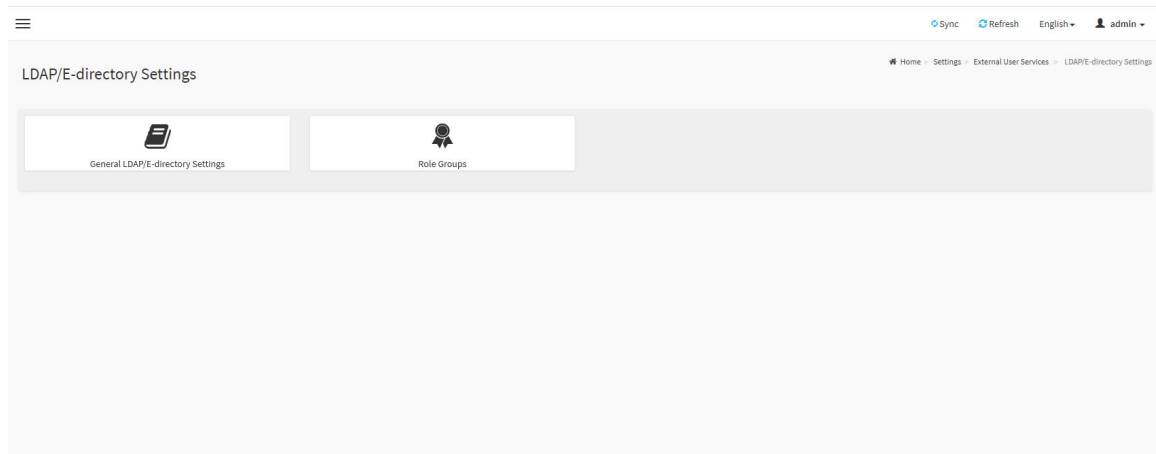 Sync Refresh English admin
Home > Settings > External User Services > LDAP/E-directory Settings
LDAP/E-directory Settings
General LDAP/E-directory Settings
Role Groups